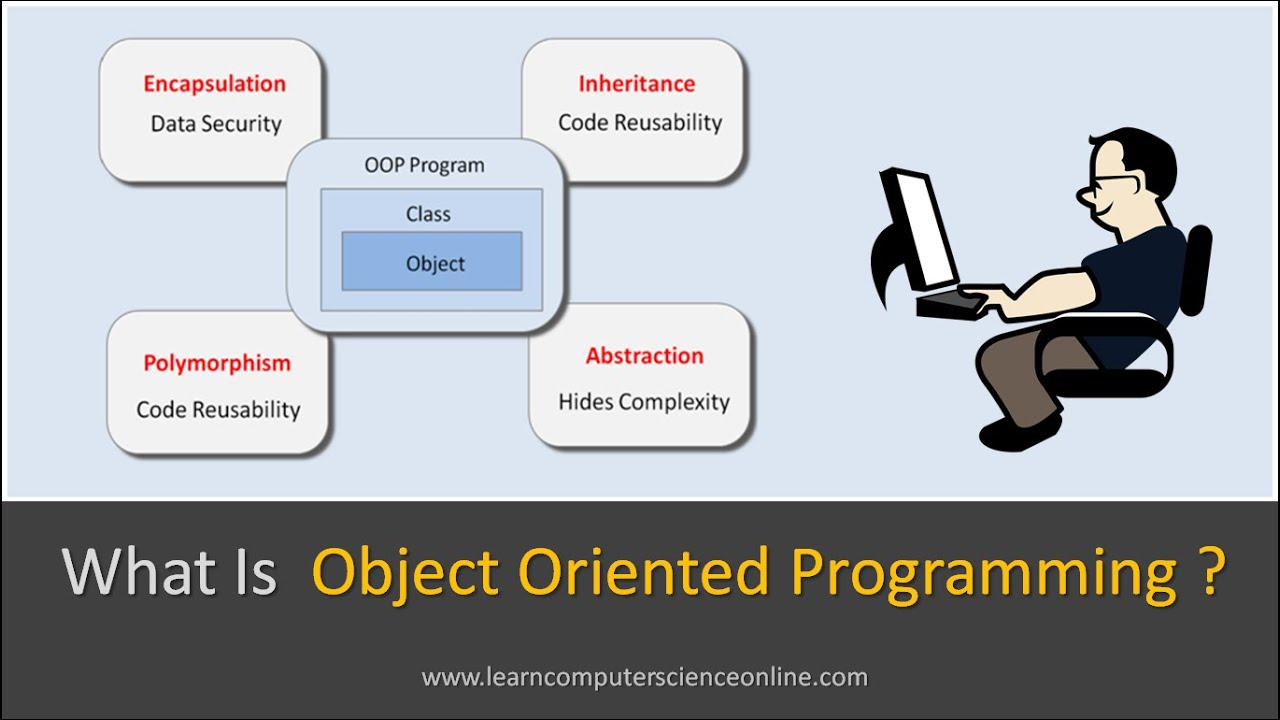 Encapsulation
Data Security
Inheritance
Code Reusability
OOP Program
Class
Object
Polymorphism
Code Reusability
Abstraction
Hides Complexity
What Is Object Oriented Programming ?
www.learncomputerscienceonline.com